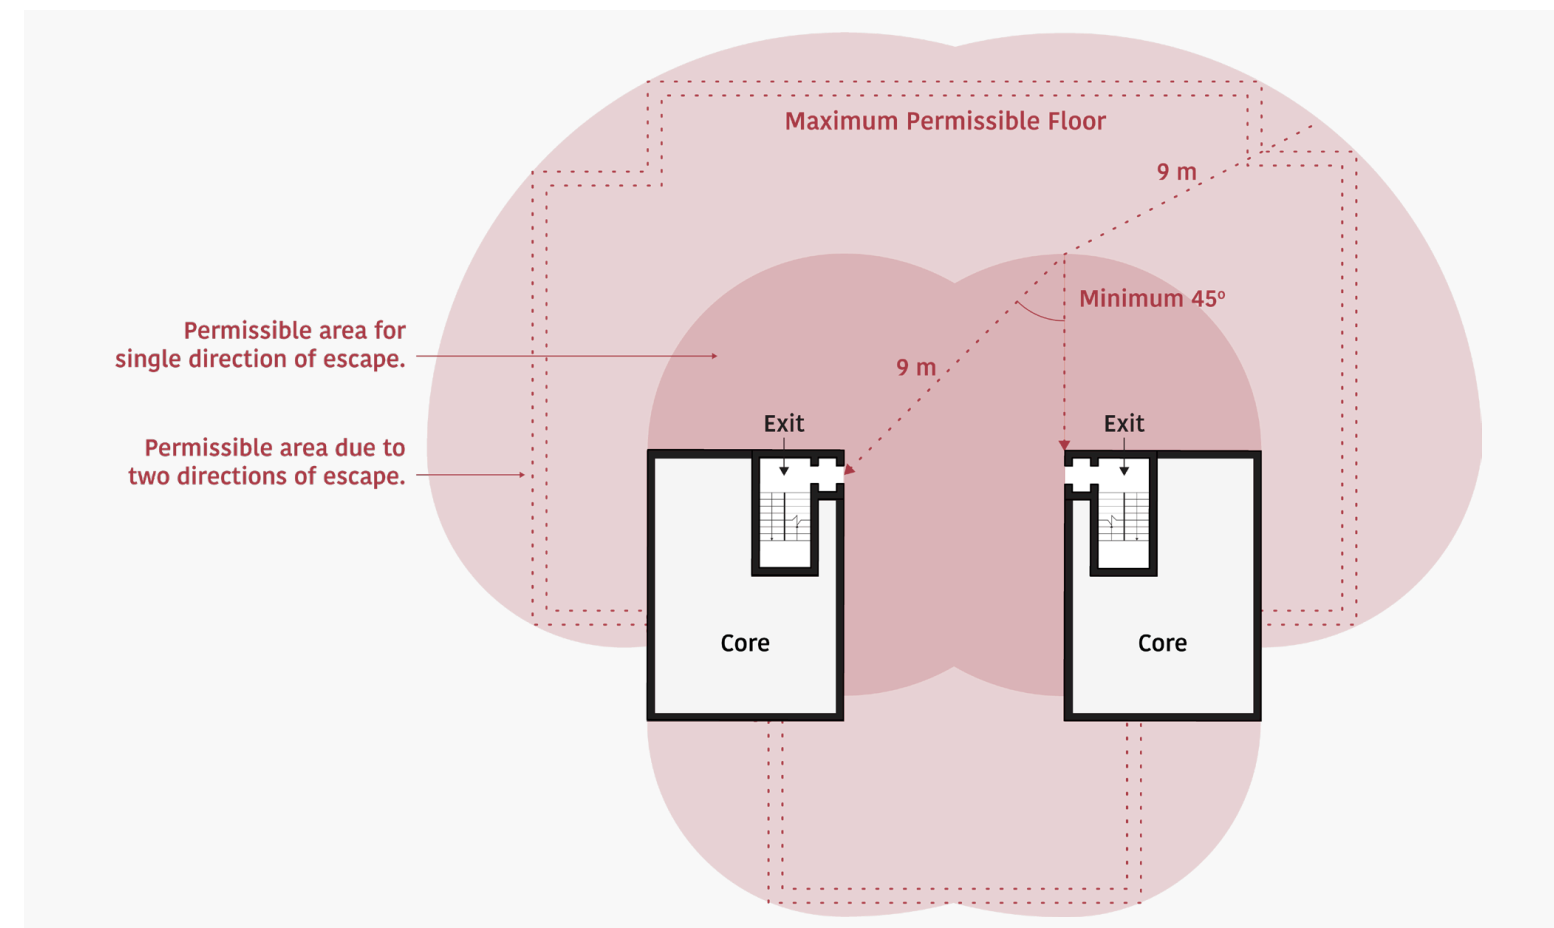 Maximum Permissible Floor
9 m
Minimum 45º
Permissible area for
single direction of escape.
9 m
Exit
Exit
Permissible area due to
two directions of escape.
Core
Core